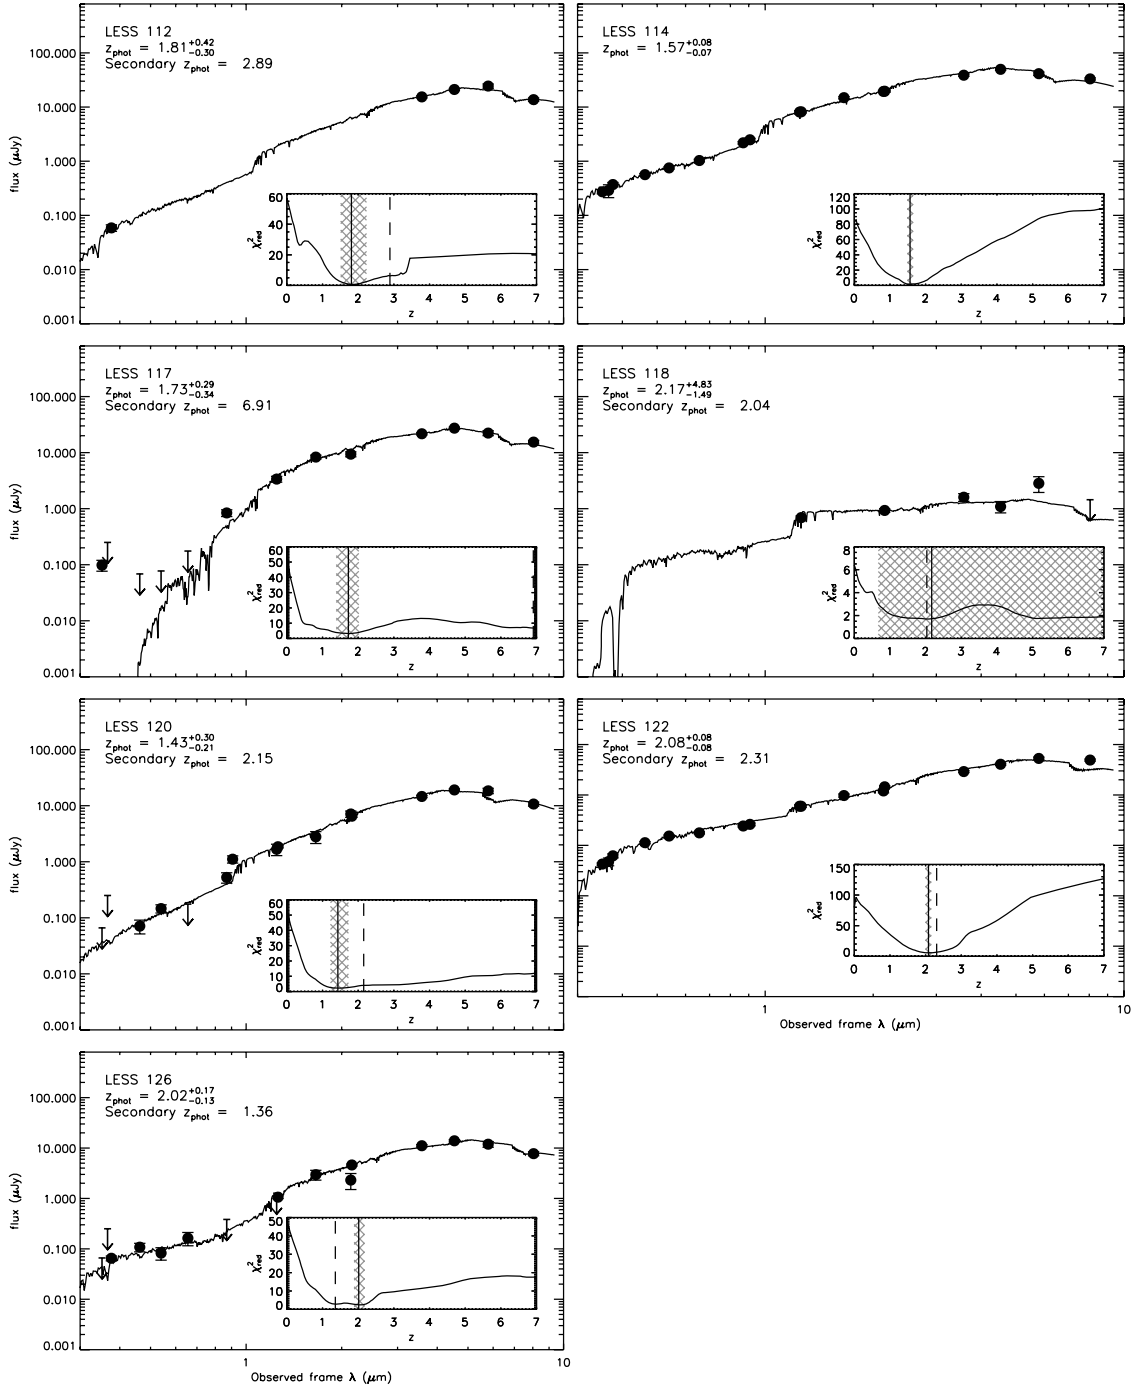 LESS 112
z_phot = 1.81 +0.42 -0.30
Secondary z_phot = 2.89
flux (μJy)
100.000
10.000
1.000
0.100
0.010
0.001
χ²_red
60
40
20
0
0 1 2 3 4 5 6 7
z
LESS 114
z_phot = 1.57 +0.08 -0.07
χ²_red
120
100
80
60
40
20
0
0 1 2 3 4 5 6 7
z
LESS 117
z_phot = 1.73 +0.29 -0.34
Secondary z_phot = 6.91
flux (μJy)
100.000
10.000
1.000
0.100
0.010
0.001
χ²_red
60
50
40
30
20
10
0
0 1 2 3 4 5 6 7
z
LESS 118
z_phot = 2.17 +4.83 -1.49
Secondary z_phot = 2.04
χ²_red
8
6
4
2
0
0 1 2 3 4 5 6 7
z
LESS 120
z_phot = 1.43 +0.30 -0.21
Secondary z_phot = 2.15
flux (μJy)
100.000
10.000
1.000
0.100
0.010
0.001
χ²_red
60
50
40
30
20
10
0
0 1 2 3 4 5 6 7
z
LESS 122
z_phot = 2.08 +0.08 -0.08
Secondary z_phot = 2.31
χ²_red
150
100
50
0
0 1 2 3 4 5 6 7
z
1 10
Observed frame λ (μm)
LESS 126
z_phot = 2.02 +0.17 -0.13
Secondary z_phot = 1.36
flux (μJy)
100.000
10.000
1.000
0.100
0.010
0.001
χ²_red
50
40
30
20
10
0
0 1 2 3 4 5 6 7
z
1 10
Observed frame λ (μm)